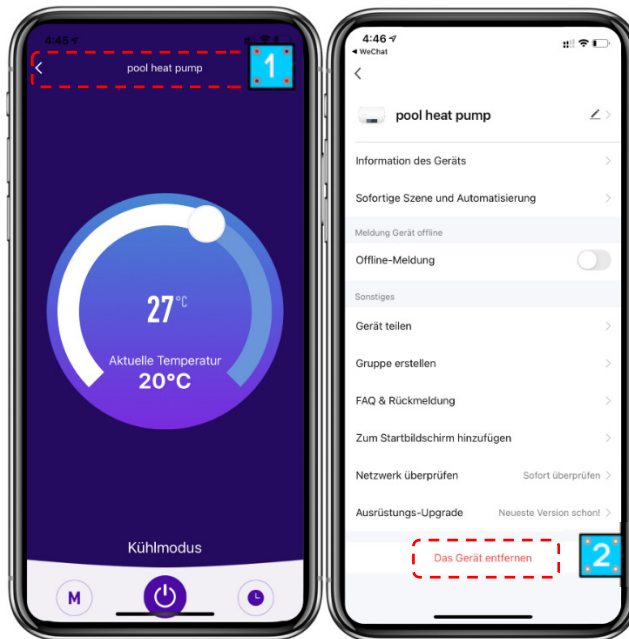 4:45
pool heat pump
1
27°C
Aktuelle Temperatur
20°C
Kühlmodus
M
4:46
WeChat
pool heat pump
Information des Geräts
Sofortige Szene und Automatisierung
Meldung Gerät offline
Offline-Meldung
Sonstiges
Gerät teilen
Gruppe erstellen
FAQ & Rückmeldung
Zum Startbildschirm hinzufügen
Netzwerk überprüfen Sofort überprüfen
Ausrüstungs-Upgrade Neueste Version schon!
Das Gerät entfernen
2